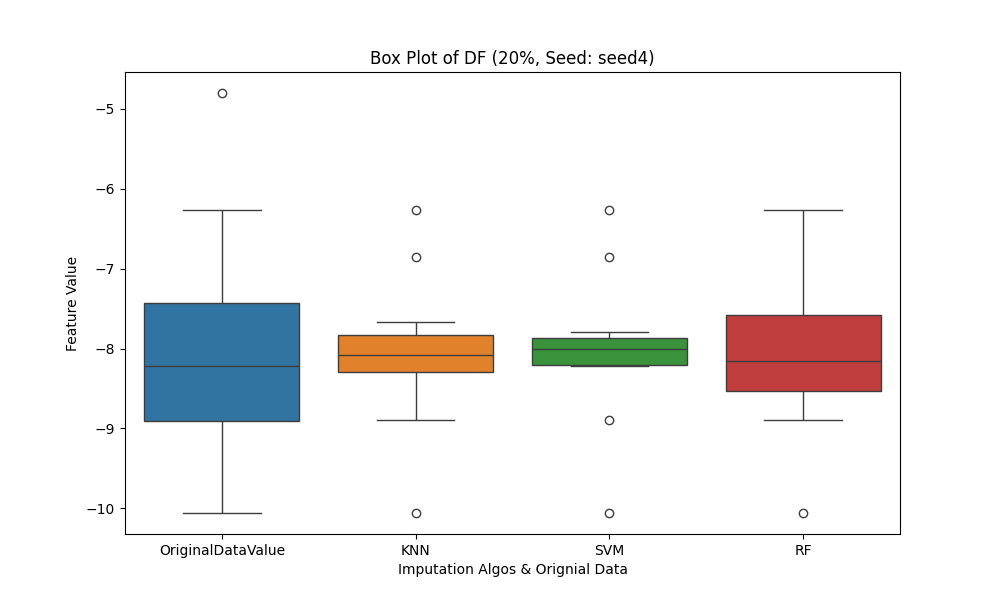 Box Plot of DF (20%, Seed: seed4)
Feature Value
−5
−6
−7
−8
−9
−10
OriginalDataValue
KNN
SVM
RF
Imputation Algos & Orignial Data